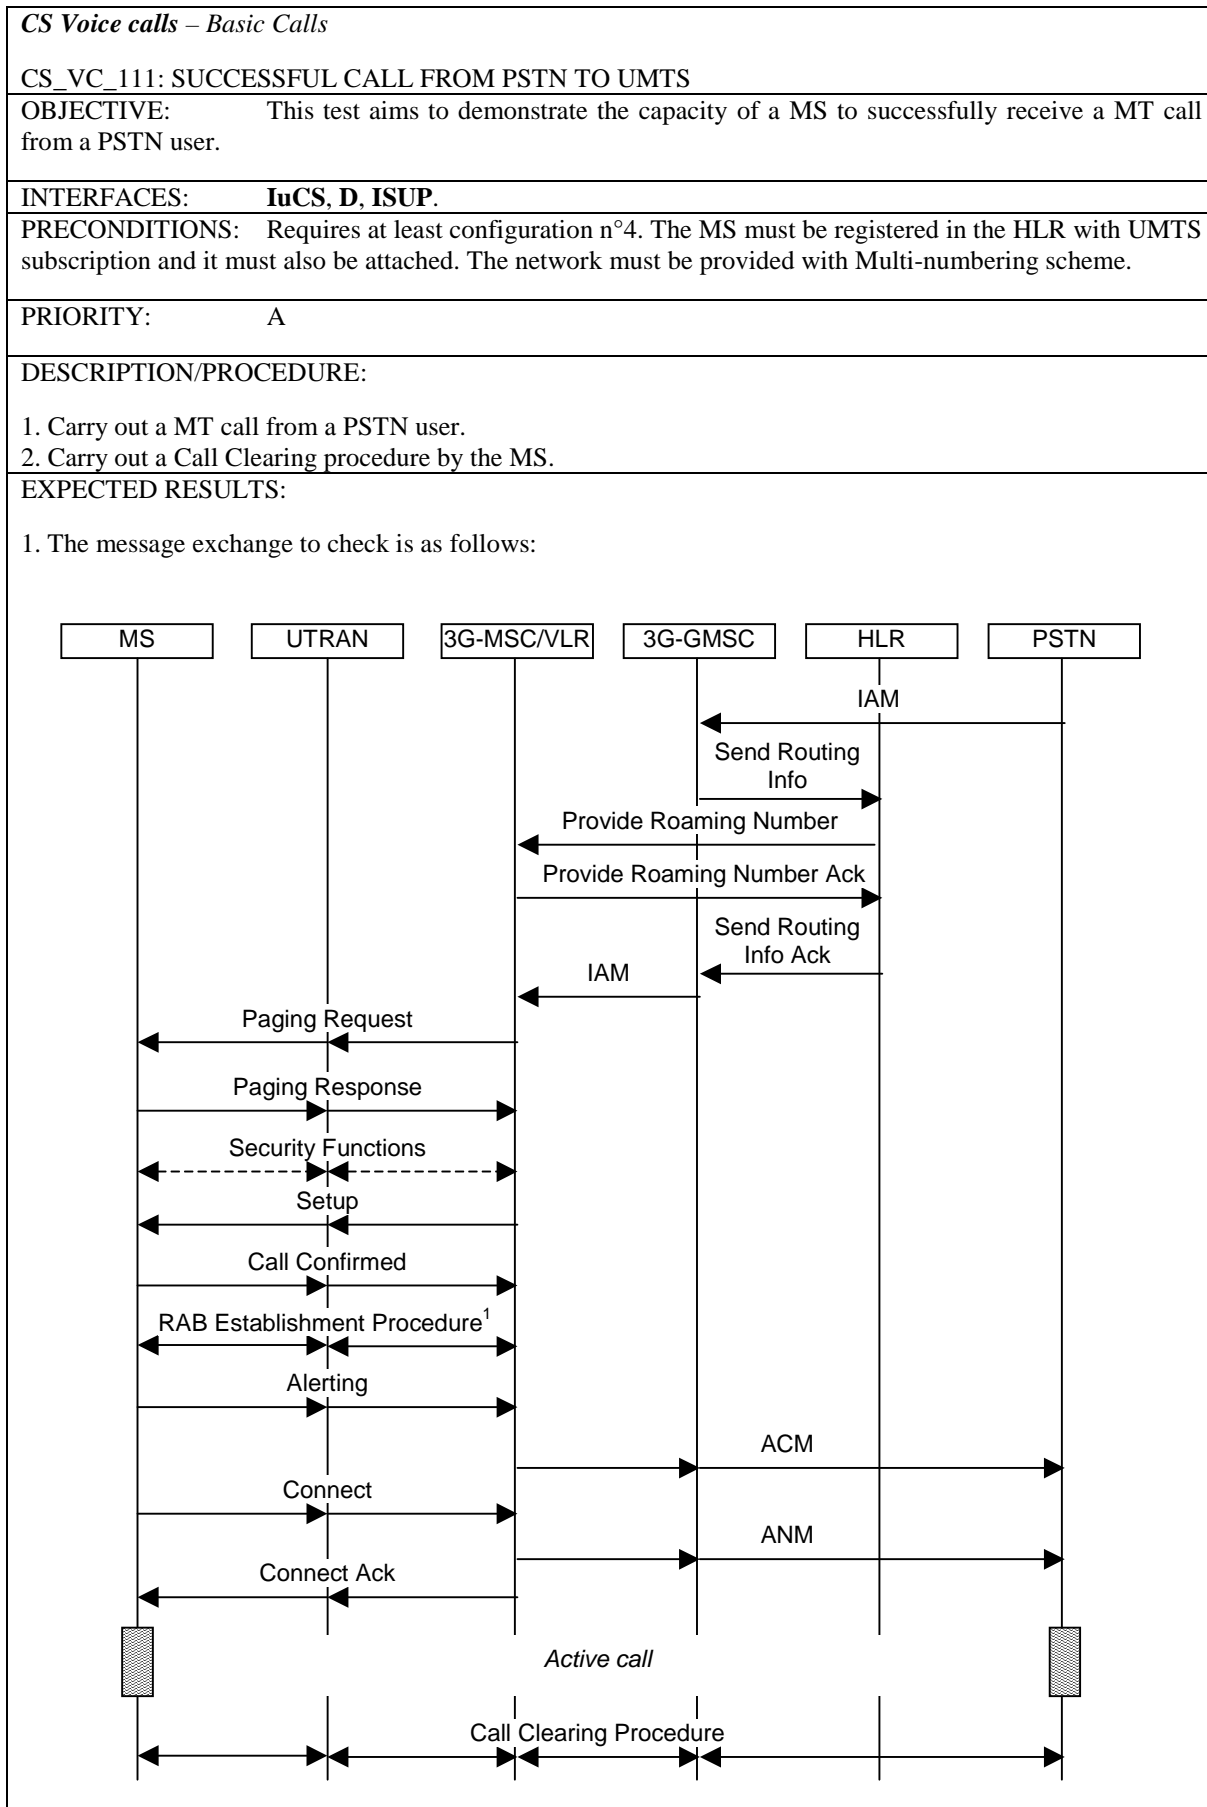 CS Voice calls – Basic Calls
CS_VC_111: SUCCESSFUL CALL FROM PSTN TO UMTS
OBJECTIVE: This test aims to demonstrate the capacity of a MS to successfully receive a MT call
from a PSTN user.
INTERFACES: IuCS, D, ISUP.
PRECONDITIONS: Requires at least configuration n°4. The MS must be registered in the HLR with UMTS
subscription and it must also be attached. The network must be provided with Multi-numbering scheme.
PRIORITY: A
DESCRIPTION/PROCEDURE:
1. Carry out a MT call from a PSTN user.
2. Carry out a Call Clearing procedure by the MS.
EXPECTED RESULTS:
1. The message exchange to check is as follows:
MS UTRAN 3G-MSC/VLR 3G-GMSC HLR PSTN
IAM
Send Routing
Info
Provide Roaming Number
Provide Roaming Number Ack
Send Routing
Info Ack
IAM
Paging Request
Paging Response
Security Functions
Setup
Call Confirmed
RAB Establishment Procedure¹
Alerting
ACM
Connect
ANM
Connect Ack
Active call
Call Clearing Procedure